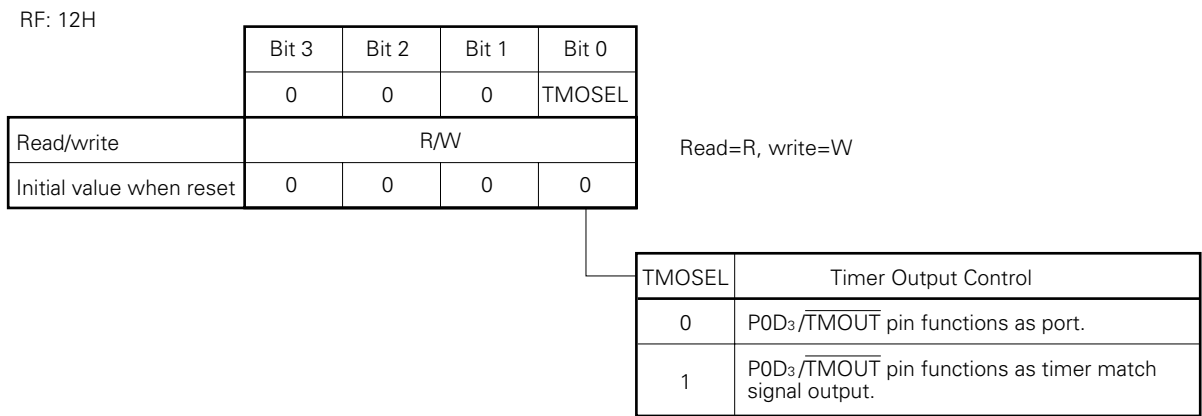 RF: 12H
Bit 3 Bit 2 Bit 1 Bit 0
0 0 0 TMOSEL
Read/write R/W
Read=R, write=W
Initial value when reset 0 0 0 0
TMOSEL Timer Output Control
0 P0D₃/T̅M̅O̅U̅T̅ pin functions as port.
1 P0D₃/T̅M̅O̅U̅T̅ pin functions as timer match
signal output.